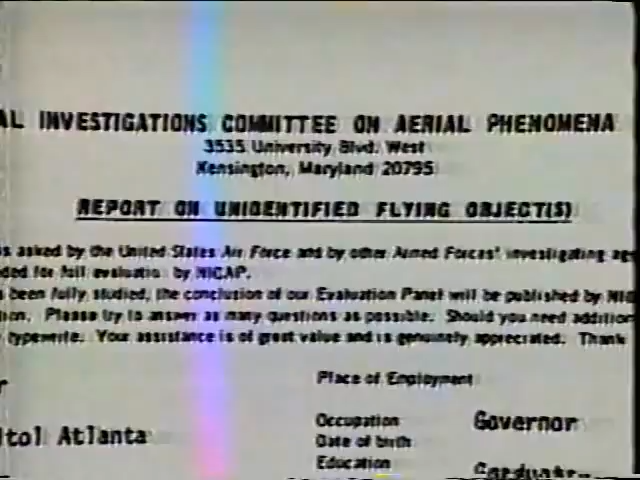 AL INVESTIGATIONS COMMITTEE ON AERIAL PHENOMENA
3535 University Blvd. West
Kensington, Maryland 20795
REPORT ON UNIDENTIFIED FLYING OBJECT(S)
s asked by the United States Air Force and by other Armed Forces' investigating
ded for full evaluatio by NICAP.
been fully studied, the conclusion of our Evaluation Panel will be published by
tion. Please try to answer as many questions as possible. Should you need addition
typewrite. Your assistance is of great value and is genuinely appreciated. Thank
r
Place of Employment
Occupation Governor
itol Atlanta
Date of birth
Education